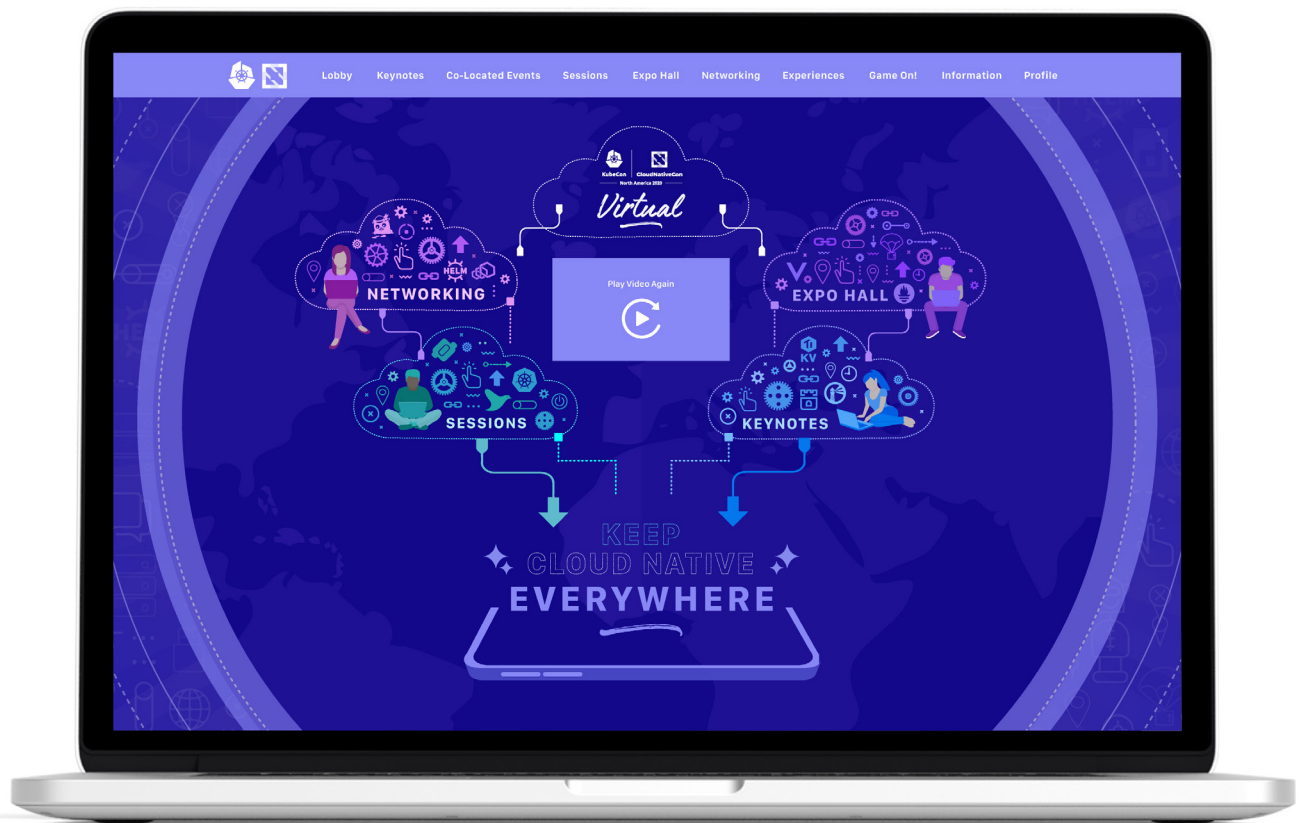 Lobby Keynotes Co-Located Events Sessions Expo Hall Networking Experiences Game On! Information Profile
KubeCon CloudNativeCon
North America 2020
Virtual
HELM
NETWORKING
Play Video Again
EXPO HALL
KV
SESSIONS
KEYNOTES
KEEP
CLOUD NATIVE
EVERYWHERE